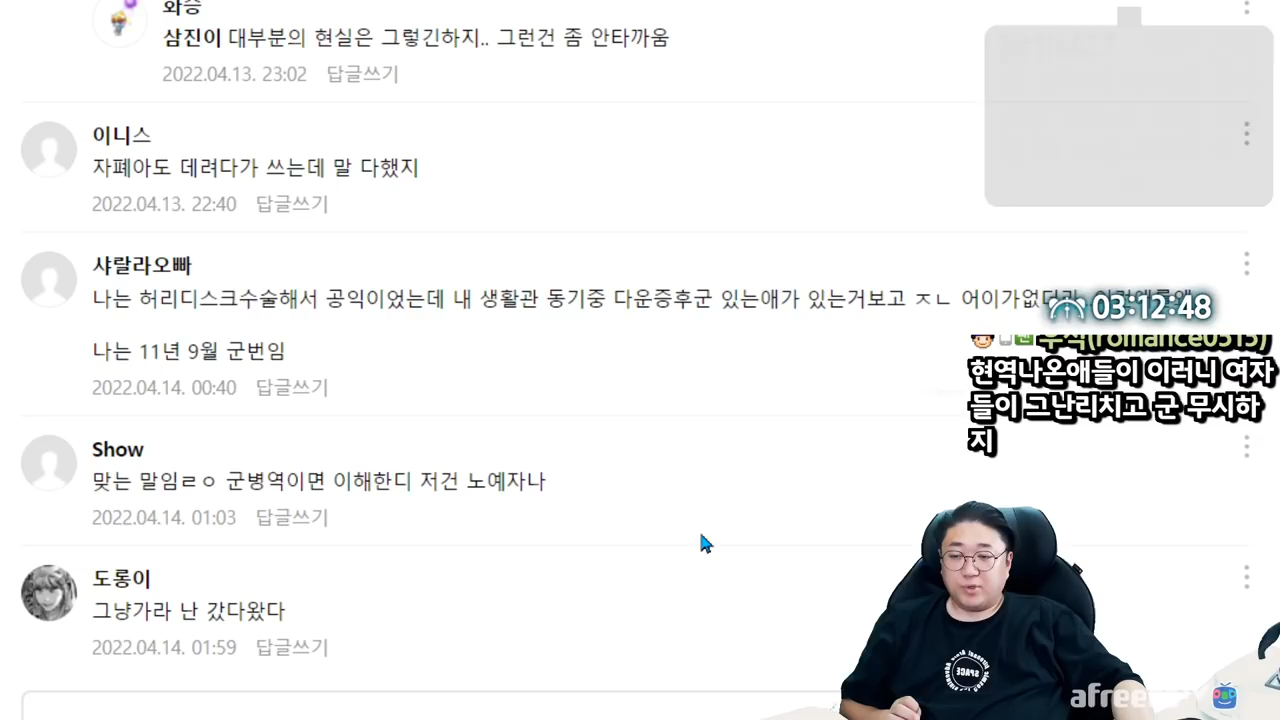 화승
삼진이 대부분의 현실은 그렇긴하지.. 그런건 좀 안타까움
2022.04.13. 23:02 답글쓰기
이니스
자폐아도 데려다가 쓰는데 말 다했지
2022.04.13. 22:40 답글쓰기
샤랄라오빠
나는 허리디스크수술해서 공익이었는데 내 생활관 동기중 다운증후군 있는애가 있는거보고 ㅈㄴ 어이가없더라
03:12:48
나는 11년 9월 군번임
2022.04.14. 00:40 답글쓰기
(romance0515)
현역나온애들이 이러니 여자
들이 그난리치고 군 무시하
지
Show
맞는 말임ㄹㅇ 군병역이면 이해한디 저건 노예자나
2022.04.14. 01:03 답글쓰기
도롱이
그냥가라 난 갔다왔다
2022.04.14. 01:59 답글쓰기
SPACE